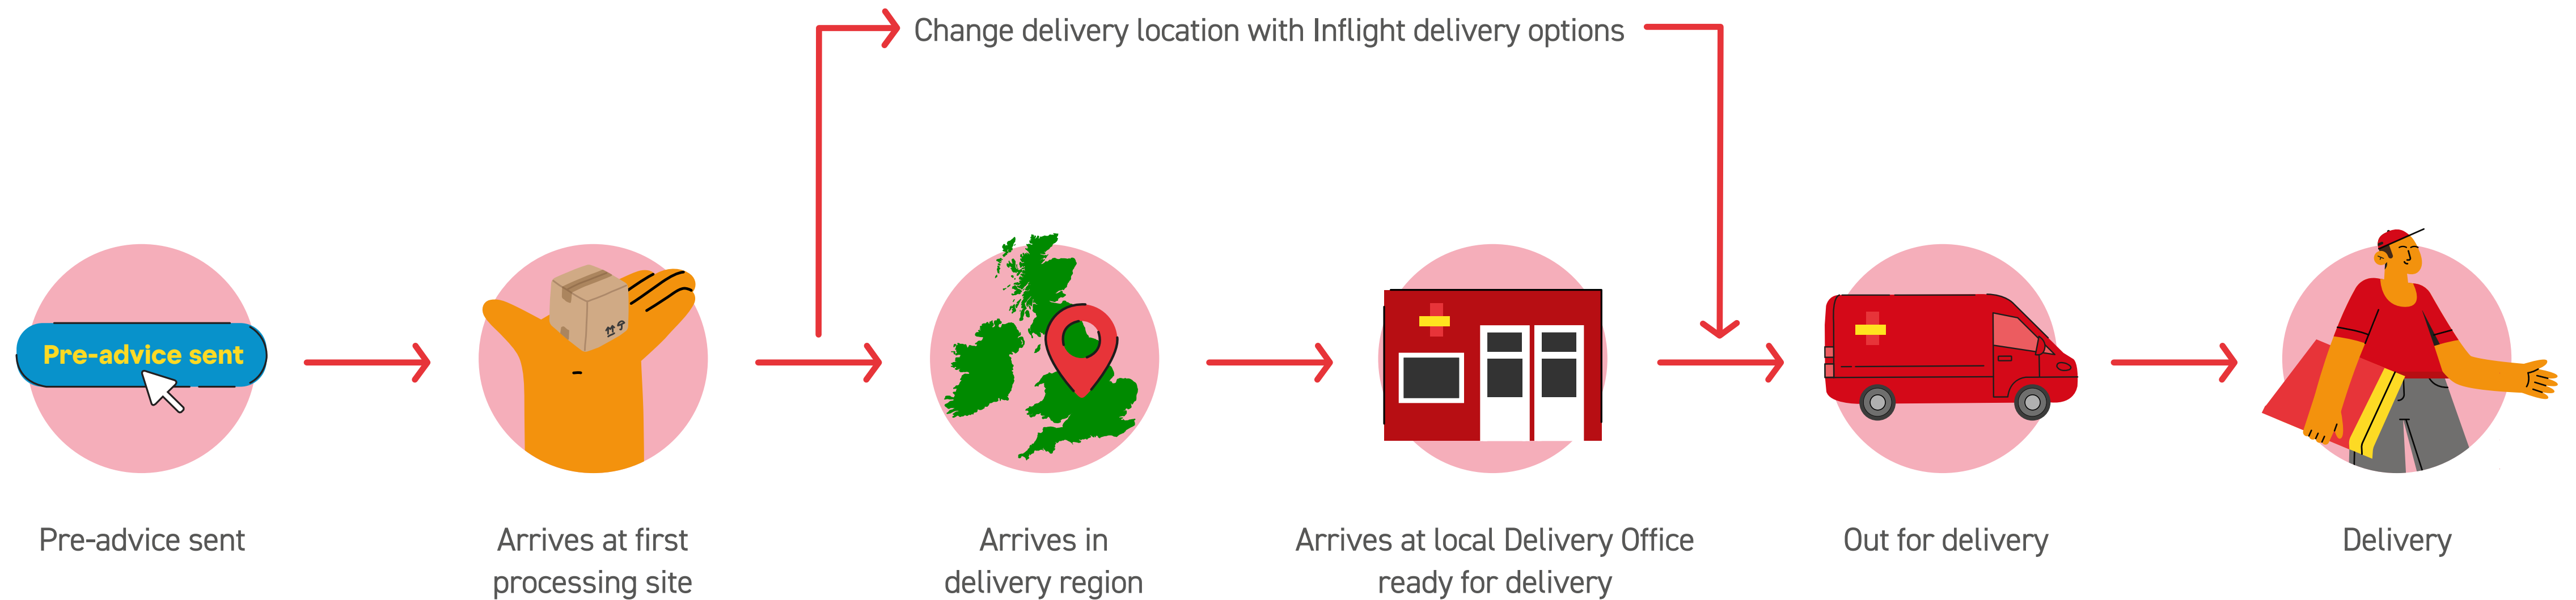 Change delivery location with Inflight delivery options
Pre-advice sent
Pre-advice sent
Arrives at first
processing site
Arrives in
delivery region
Arrives at local Delivery Office
ready for delivery
Out for delivery
Delivery